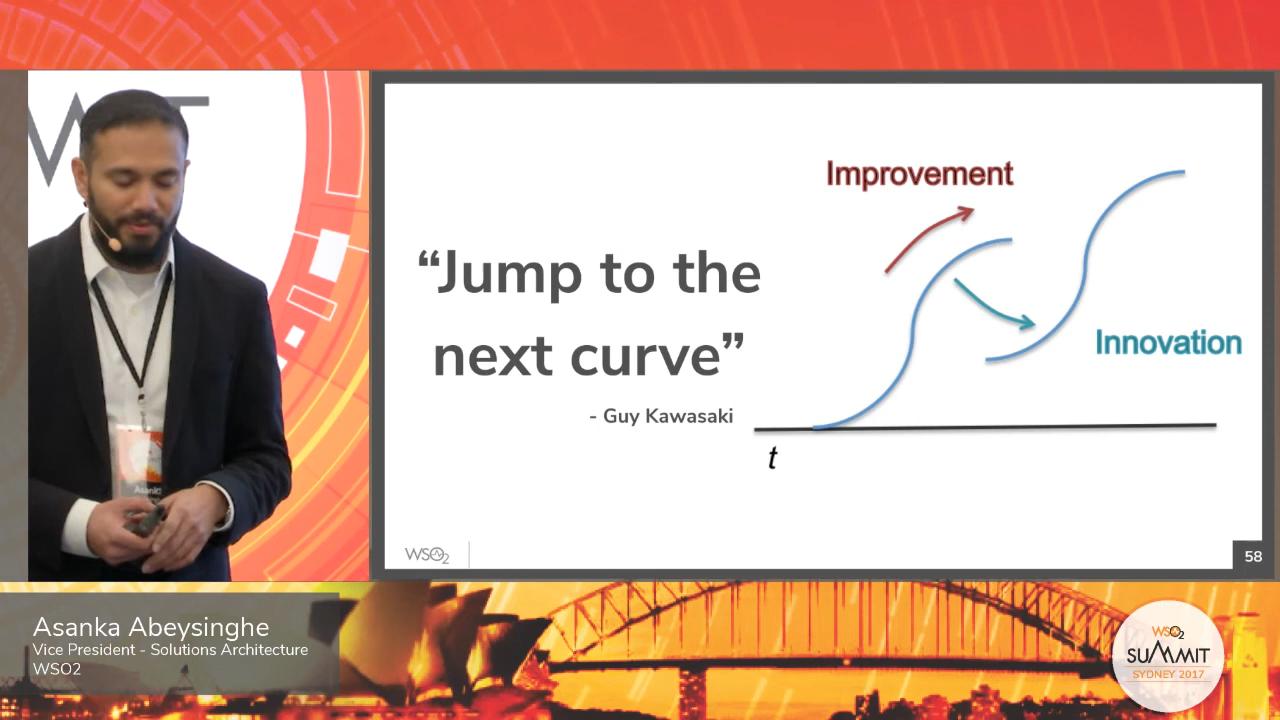 Improvement
“Jump to the
next curve”
- Guy Kawasaki
Innovation
t
WSO2
58
Asanka Abeysinghe
Vice President - Solutions Architecture
WSO2
WSO2
SUMMIT
SYDNEY 2017